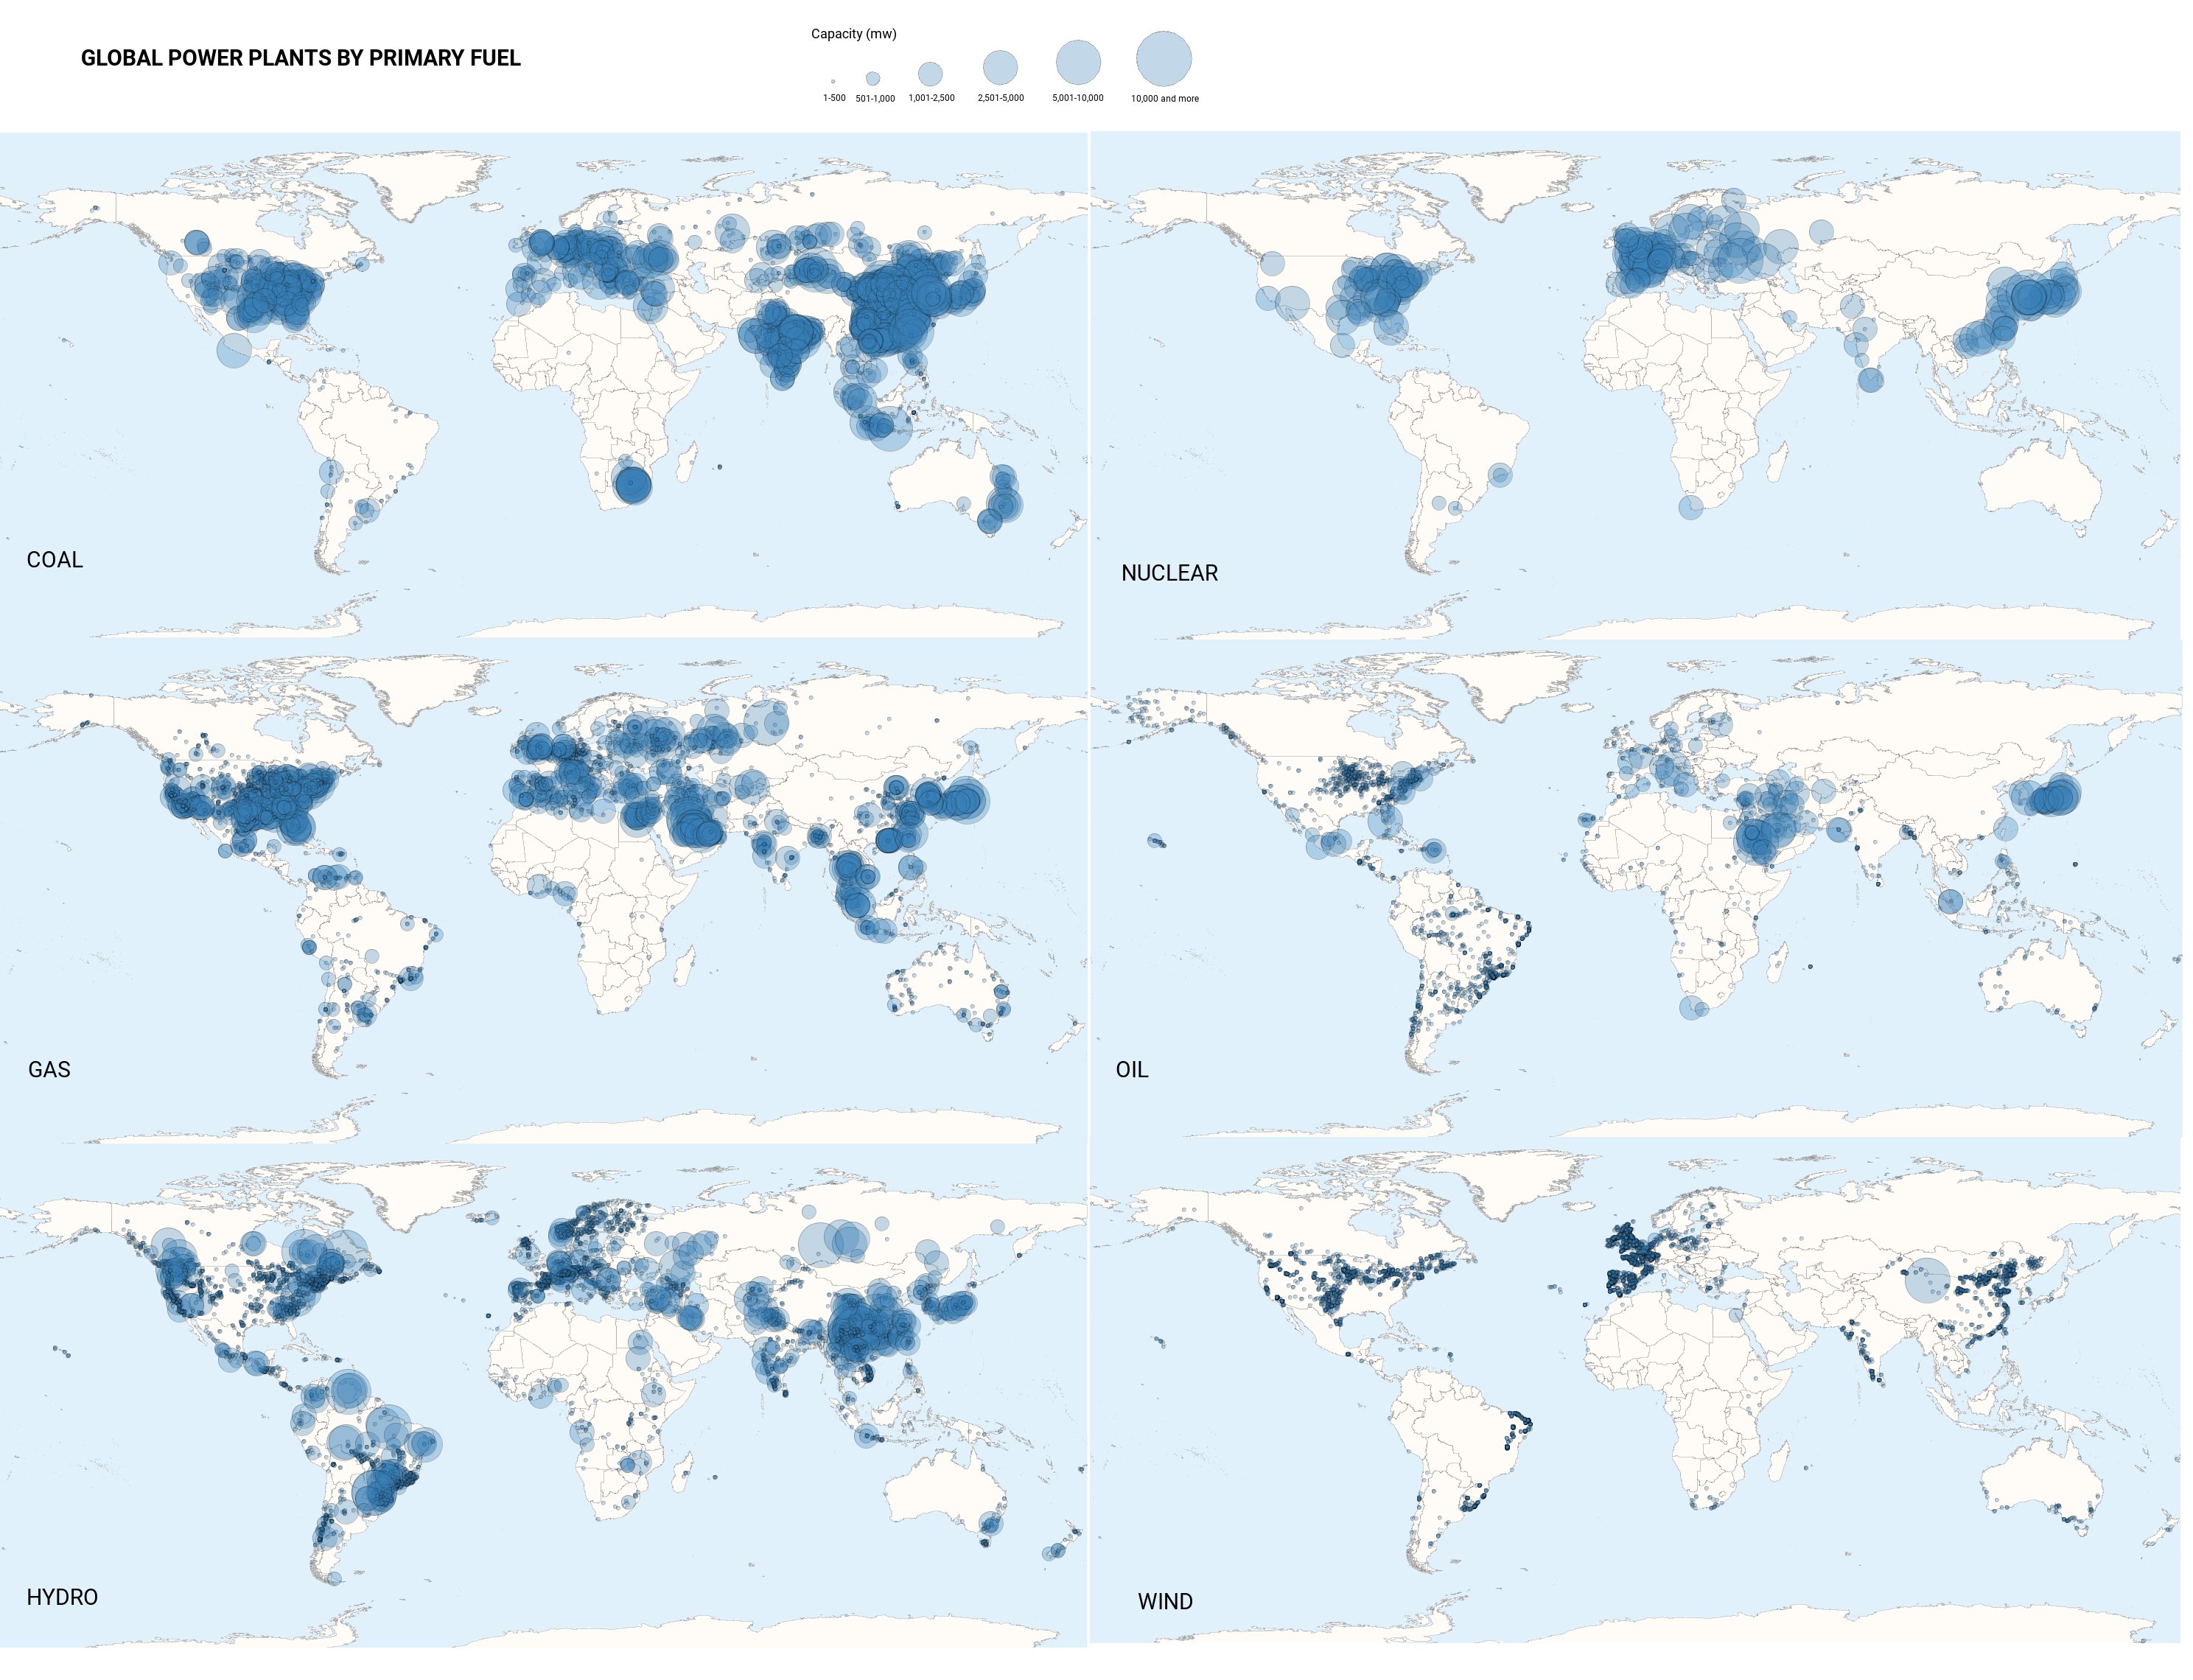 GLOBAL POWER PLANTS BY PRIMARY FUEL
Capacity (mw)
1-500 501-1,000 1,001-2,500 2,501-5,000 5,001-10,000 10,000 and more
COAL
NUCLEAR
GAS
OIL
HYDRO
WIND